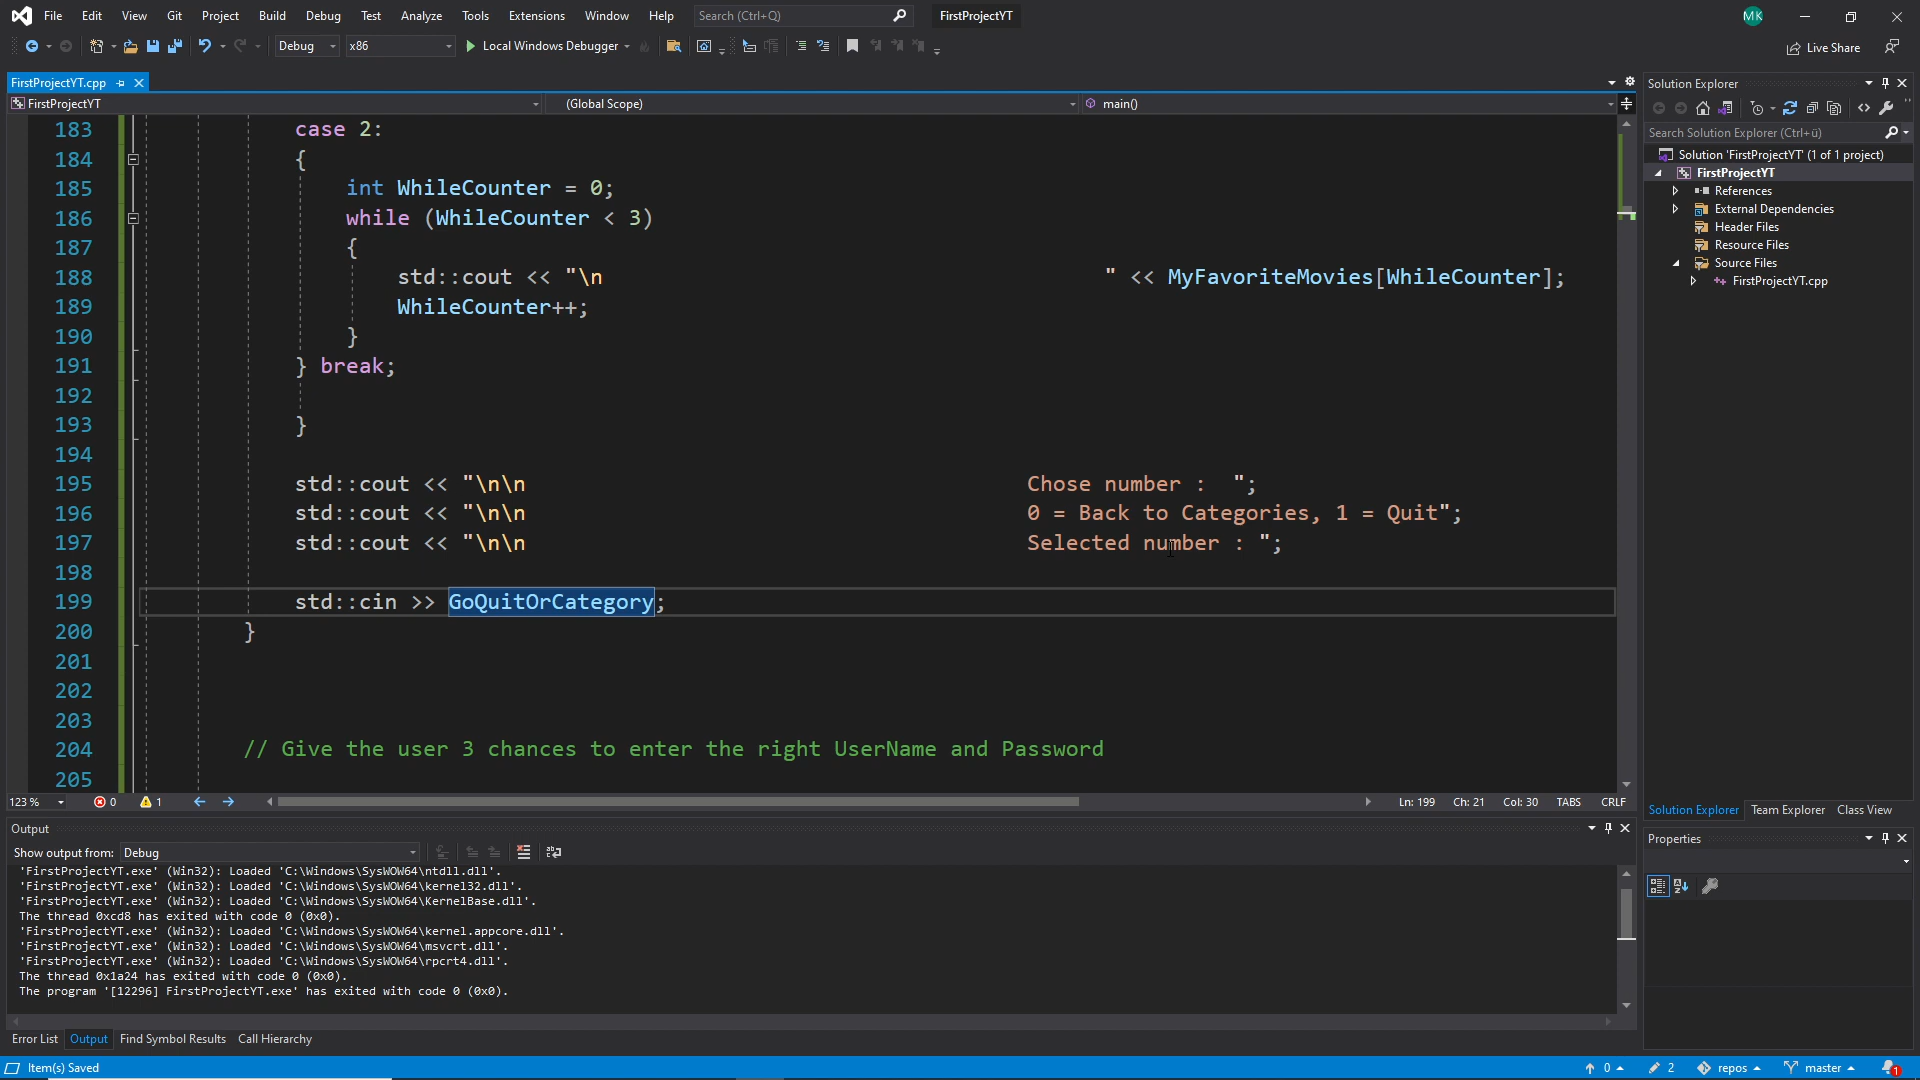 File Edit View Git Project Build Debug Test Analyze Tools Extensions Window Help Search (Ctrl+Q) FirstProjectYT MK
Debug x86 Local Windows Debugger Live Share
FirstProjectYT.cpp
FirstProjectYT (Global Scope) main()
183 case 2:
184 {
185 int WhileCounter = 0;
186 while (WhileCounter < 3)
187 {
188 std::cout << "\n " << MyFavoriteMovies[WhileCounter];
189 WhileCounter++;
190 }
191 } break;
192
193 }
194
195 std::cout << "\n\n Chose number : ";
196 std::cout << "\n\n 0 = Back to Categories, 1 = Quit";
197 std::cout << "\n\n Selected number : ";
198
199 std::cin >> GoQuitOrCategory;
200 }
201
202
203
204 // Give the user 3 chances to enter the right UserName and Password
205
123 % 0 1 Ln: 199 Ch: 21 Col: 30 TABS CRLF
Output
Show output from: Debug
'FirstProjectYT.exe' (Win32): Loaded 'C:\Windows\SysWOW64\ntdll.dll'.
'FirstProjectYT.exe' (Win32): Loaded 'C:\Windows\SysWOW64\kernel32.dll'.
'FirstProjectYT.exe' (Win32): Loaded 'C:\Windows\SysWOW64\KernelBase.dll'.
The thread 0xcd8 has exited with code 0 (0x0).
'FirstProjectYT.exe' (Win32): Loaded 'C:\Windows\SysWOW64\kernel.appcore.dll'.
'FirstProjectYT.exe' (Win32): Loaded 'C:\Windows\SysWOW64\msvcrt.dll'.
'FirstProjectYT.exe' (Win32): Loaded 'C:\Windows\SysWOW64\rpcrt4.dll'.
The thread 0x1a24 has exited with code 0 (0x0).
The program '[12296] FirstProjectYT.exe' has exited with code 0 (0x0).
Error List Output Find Symbol Results Call Hierarchy
Solution Explorer
Search Solution Explorer (Ctrl+ü)
Solution 'FirstProjectYT' (1 of 1 project)
FirstProjectYT
References
External Dependencies
Header Files
Resource Files
Source Files
FirstProjectYT.cpp
Solution Explorer Team Explorer Class View
Properties
Item(s) Saved 0 2 repos master 1